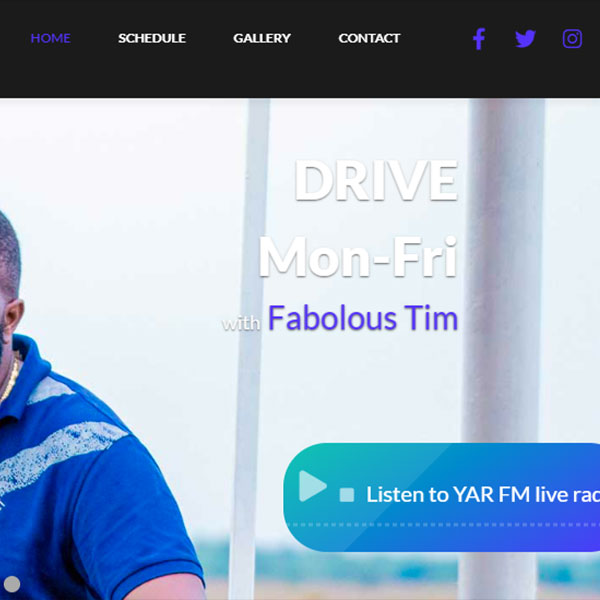 HOME SCHEDULE GALLERY CONTACT
DRIVE
Mon-Fri
with Fabolous Tim
Listen to YAR FM live rad